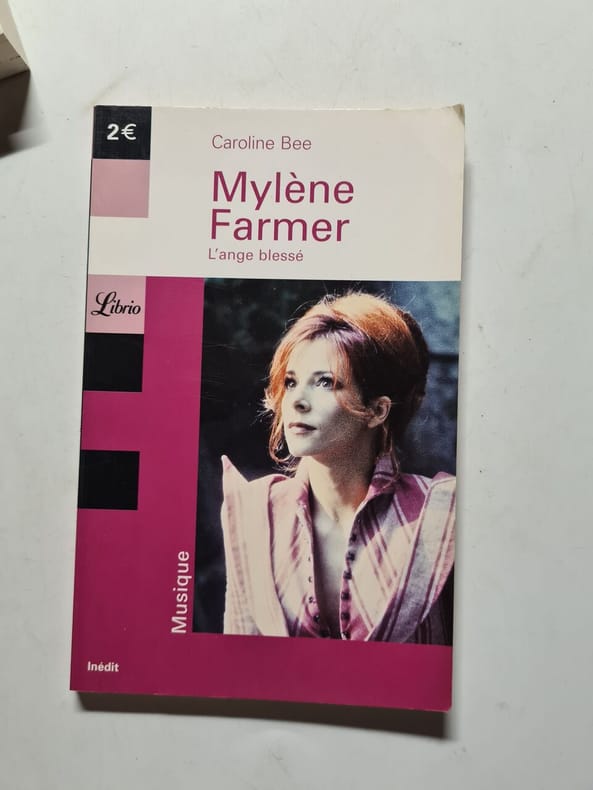 2€
Caroline Bee
Mylène
Farmer
L'ange blessé
Librio
Musique
Inédit